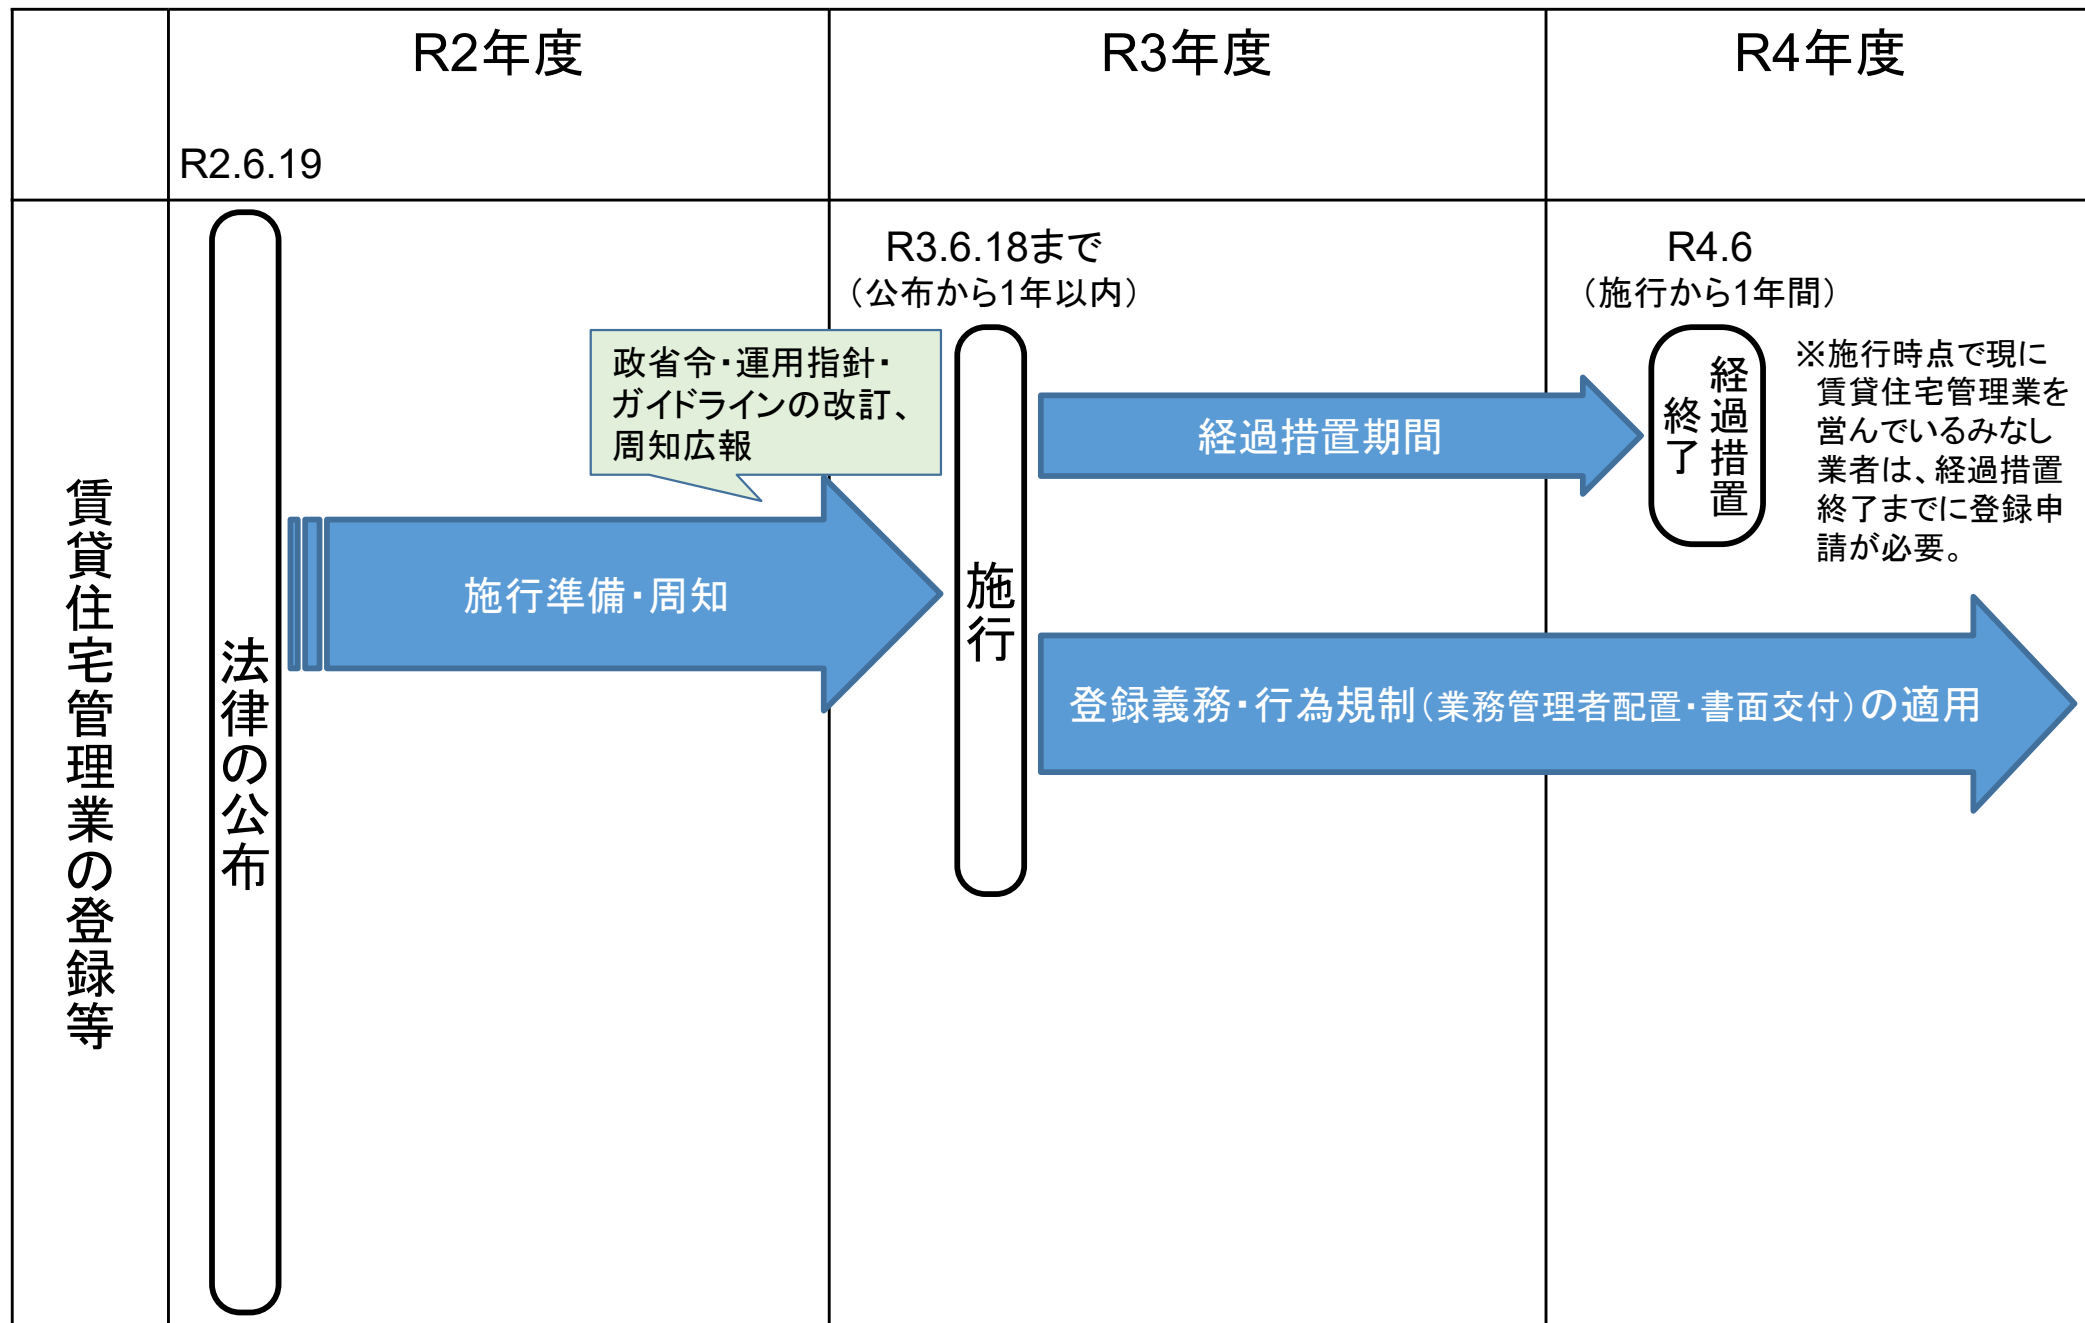 R2年度
R3年度
R4年度
R2.6.19
賃貸住宅管理業の登録等
法律の公布
政省令・運用指針・
ガイドラインの改訂、
周知広報
施行準備・周知
R3.6.18まで
（公布から1年以内）
施行
経過措置期間
登録義務・行為規制（業務管理者配置・書面交付）の適用
R4.6
（施行から1年間）
経過措置
終了
※施行時点で現に
賃貸住宅管理業を
営んでいるみなし
業者は、経過措置
終了までに登録申
請が必要。